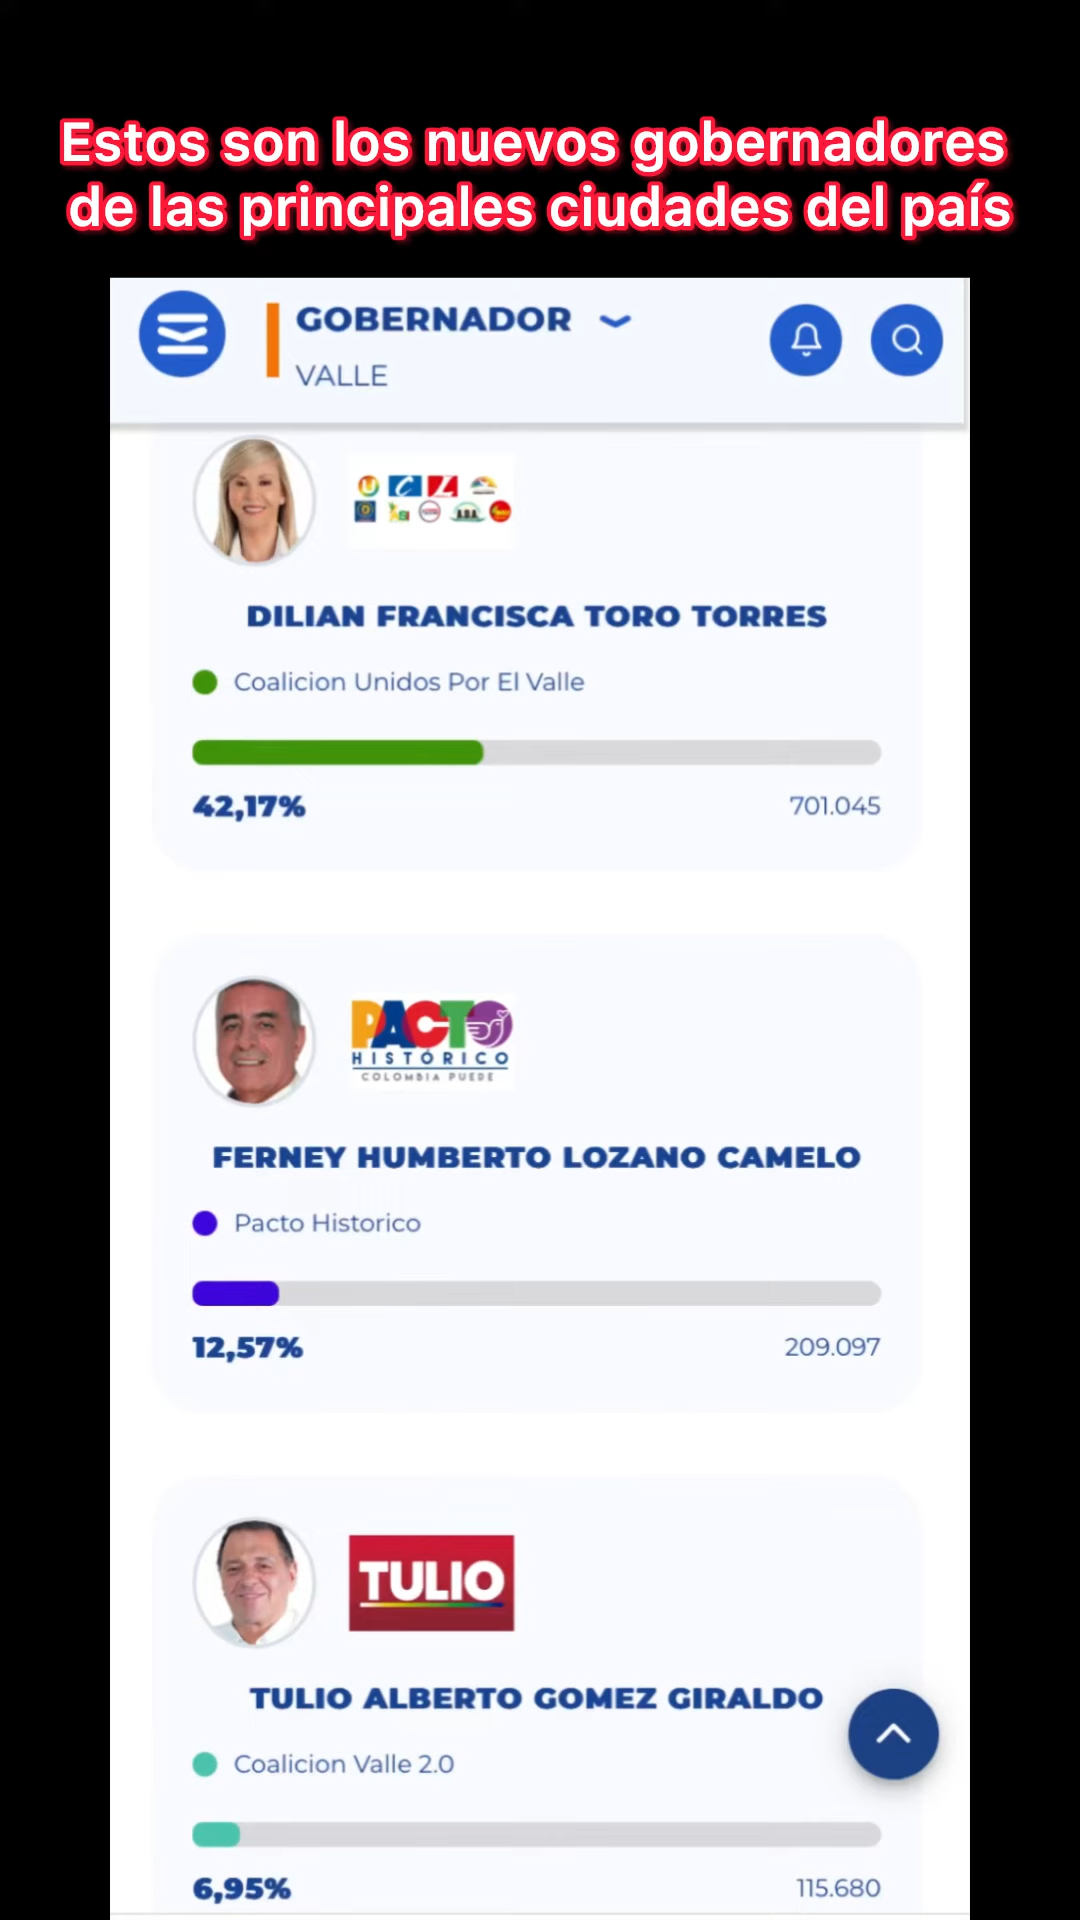 Estos son los nuevos gobernadores
de las principales ciudades del país
GOBERNADOR
VALLE
DILIAN FRANCISCA TORO TORRES
Coalicion Unidos Por El Valle
42,17%
701.045
PACTO
HISTÓRICO
COLOMBIA PUEDE
FERNEY HUMBERTO LOZANO CAMELO
Pacto Historico
12,57%
209.097
TULIO
TULIO ALBERTO GOMEZ GIRALDO
Coalicion Valle 2.0
6,95%
115.680